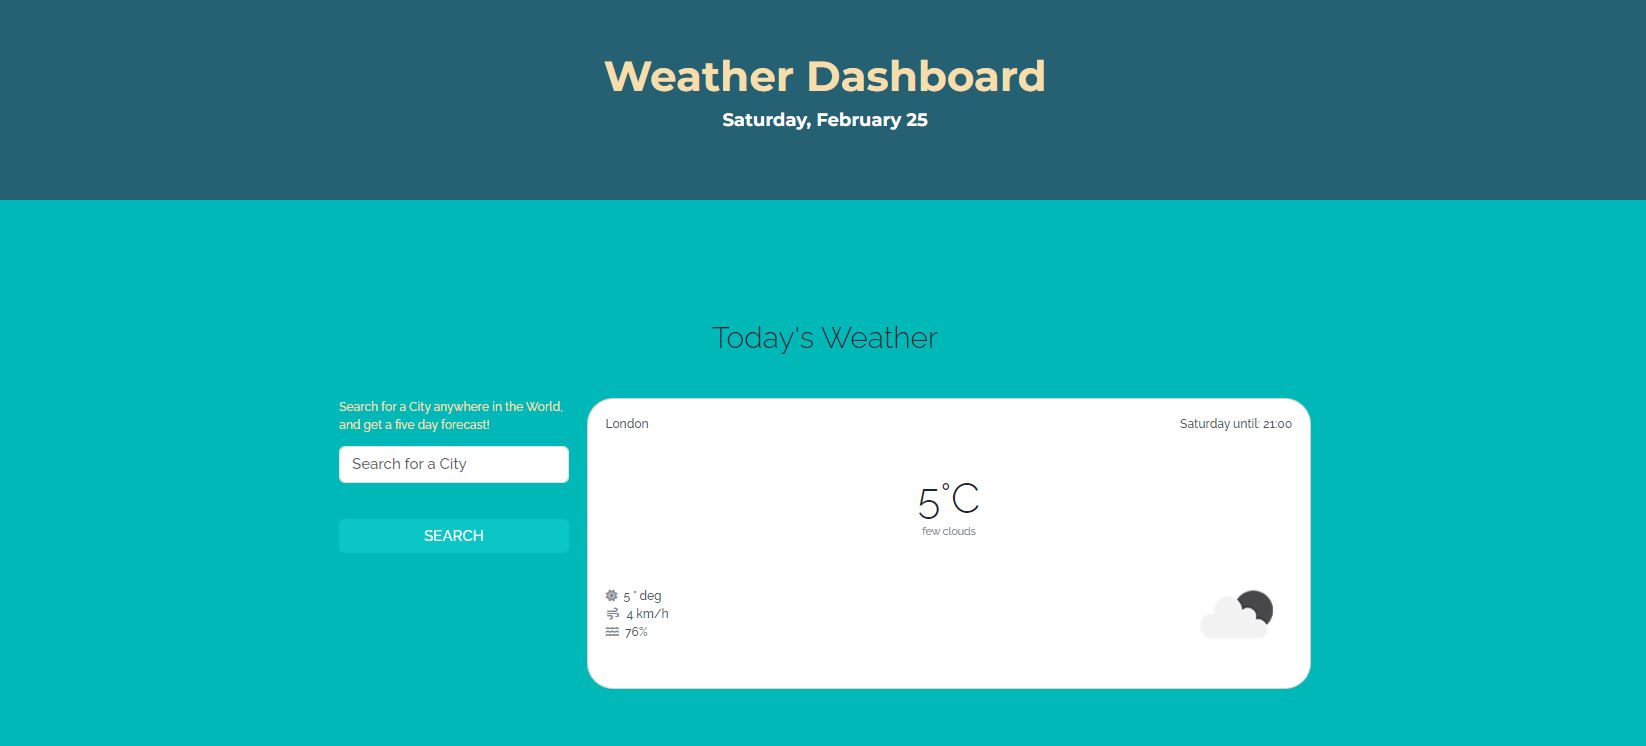 Weather Dashboard
Saturday, February 25
Today's Weather
Search for a City anywhere in the World,
and get a five day forecast!
Search for a City
SEARCH
London
Saturday until: 21:00
5°C
few clouds
5 ° deg
4 km/h
76%